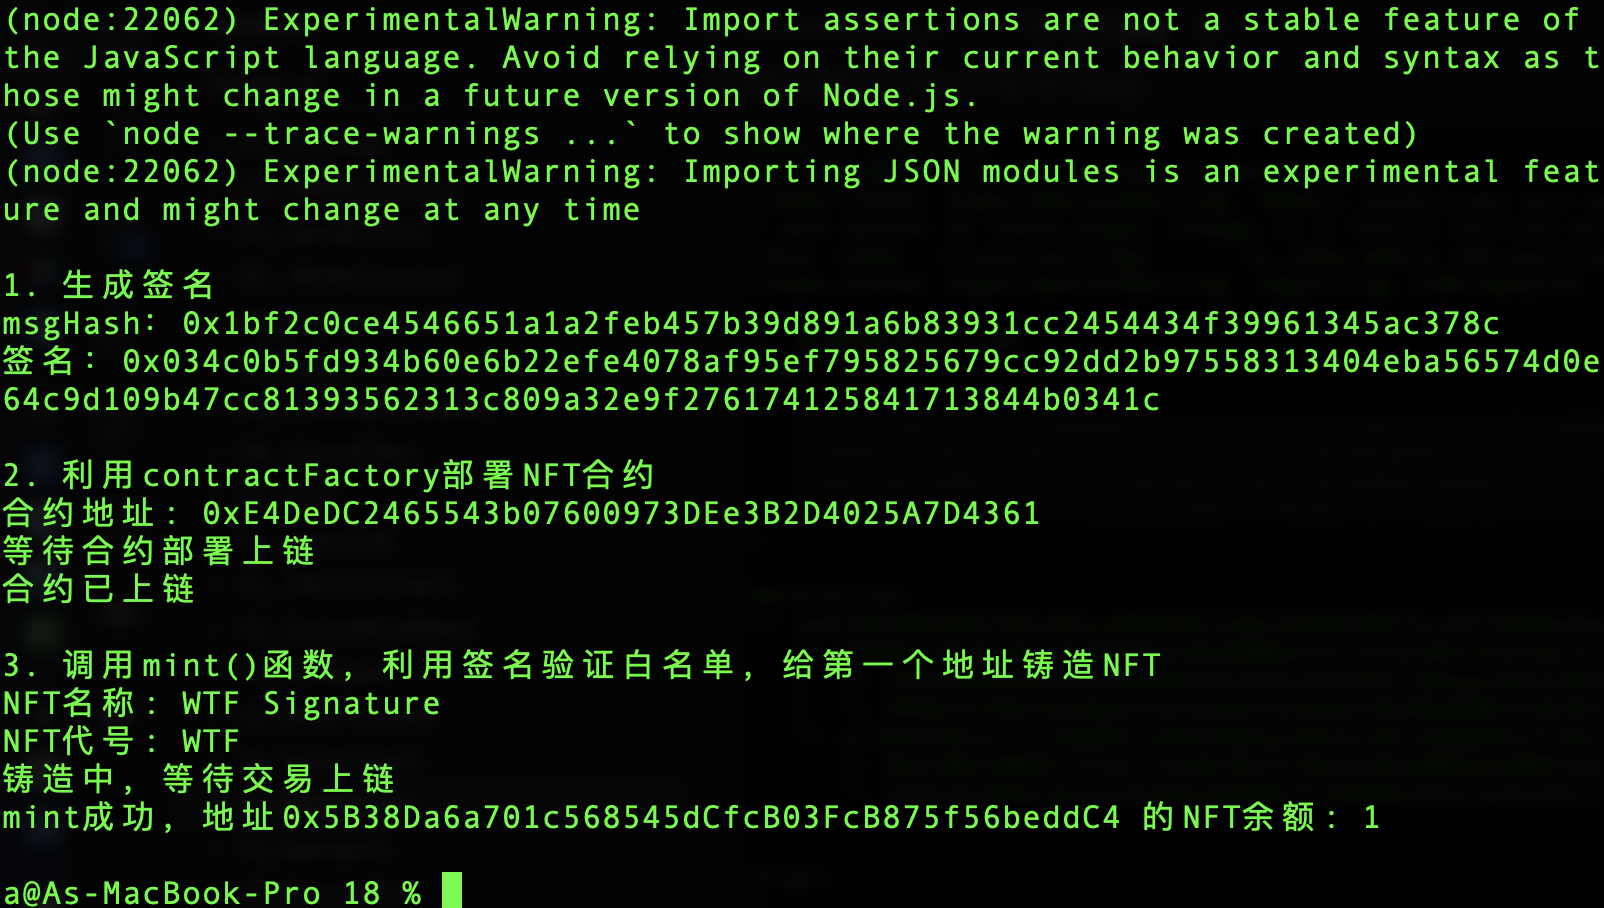 (node:22062) ExperimentalWarning: Import assertions are not a stable feature of
the JavaScript language. Avoid relying on their current behavior and syntax as t
hose might change in a future version of Node.js.
(Use `node --trace-warnings ...` to show where the warning was created)
(node:22062) ExperimentalWarning: Importing JSON modules is an experimental feat
ure and might change at any time
1. 生成签名
msgHash: 0x1bf2c0ce4546651a1a2feb457b39d891a6b83931cc2454434f39961345ac378c
签名: 0x034c0b5fd934b60e6b22efe4078af95ef795825679cc92dd2b97558313404eba56574d0e
64c9d109b47cc81393562313c809a32e9f276174125841713844b0341c
2. 利用contractFactory部署NFT合约
合约地址: 0xE4DeDC2465543b07600973DEe3B2D4025A7D4361
等待合约部署上链
合约已上链
3. 调用mint()函数, 利用签名验证白名单, 给第一个地址铸造NFT
NFT名称: WTF Signature
NFT代号: WTF
铸造中, 等待交易上链
mint成功, 地址0x5B38Da6a701c568545dCfcB03FcB875f56beddC4 的NFT余额: 1
a@As-MacBook-Pro 18 %